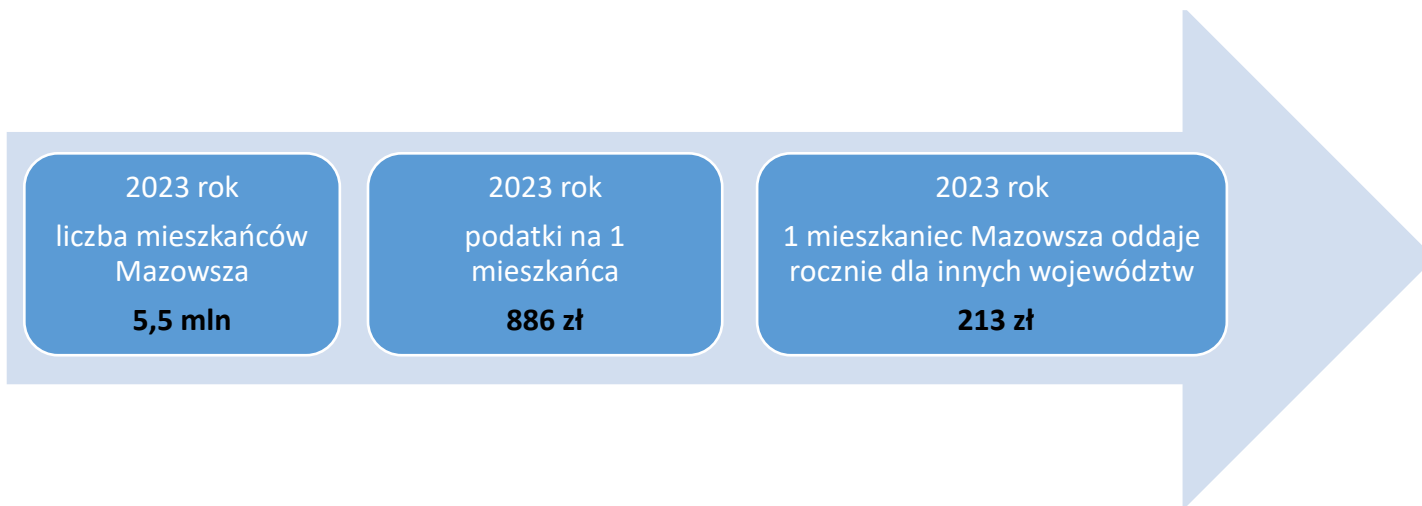 2023 rok
liczba mieszkańców
Mazowsza
5,5 mln
2023 rok
podatki na 1
mieszkańca
886 zł
2023 rok
1 mieszkaniec Mazowsza oddaje
rocznie dla innych województw
213 zł